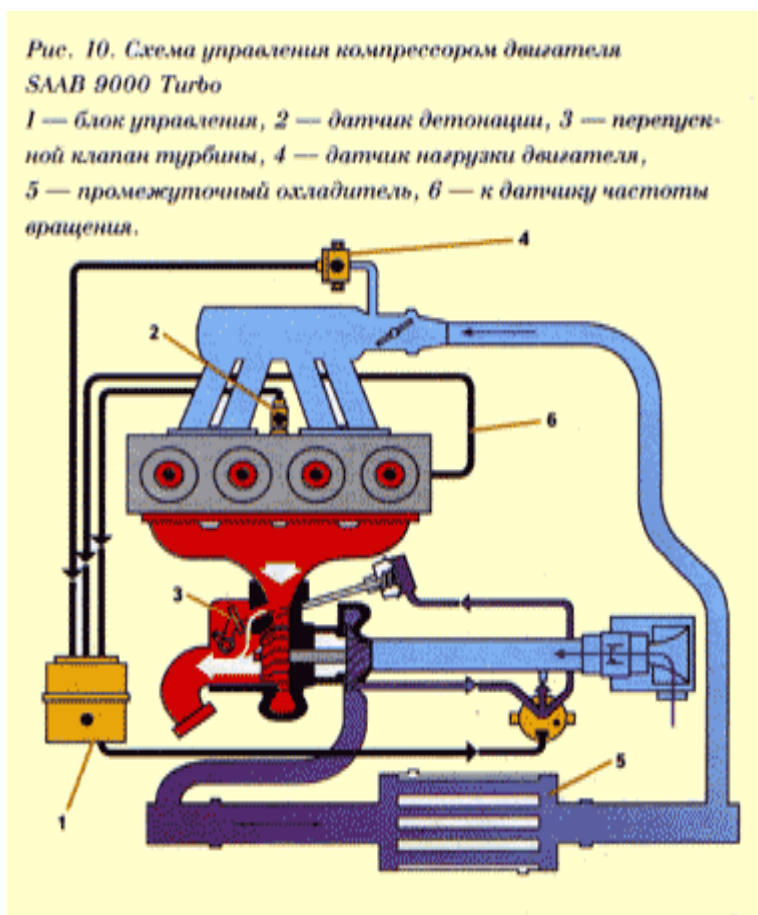 Рис. 10. Схема управления компрессором двигателя
SAAB 9000 Turbo
1 — блок управления, 2 — датчик детонации, 3 — перепуск-
ной клапан турбины, 4 — датчик нагрузки двигателя,
5 — промежуточный охладитель, 6 — к датчику частоты
вращения.
4
2
6
3
5
1